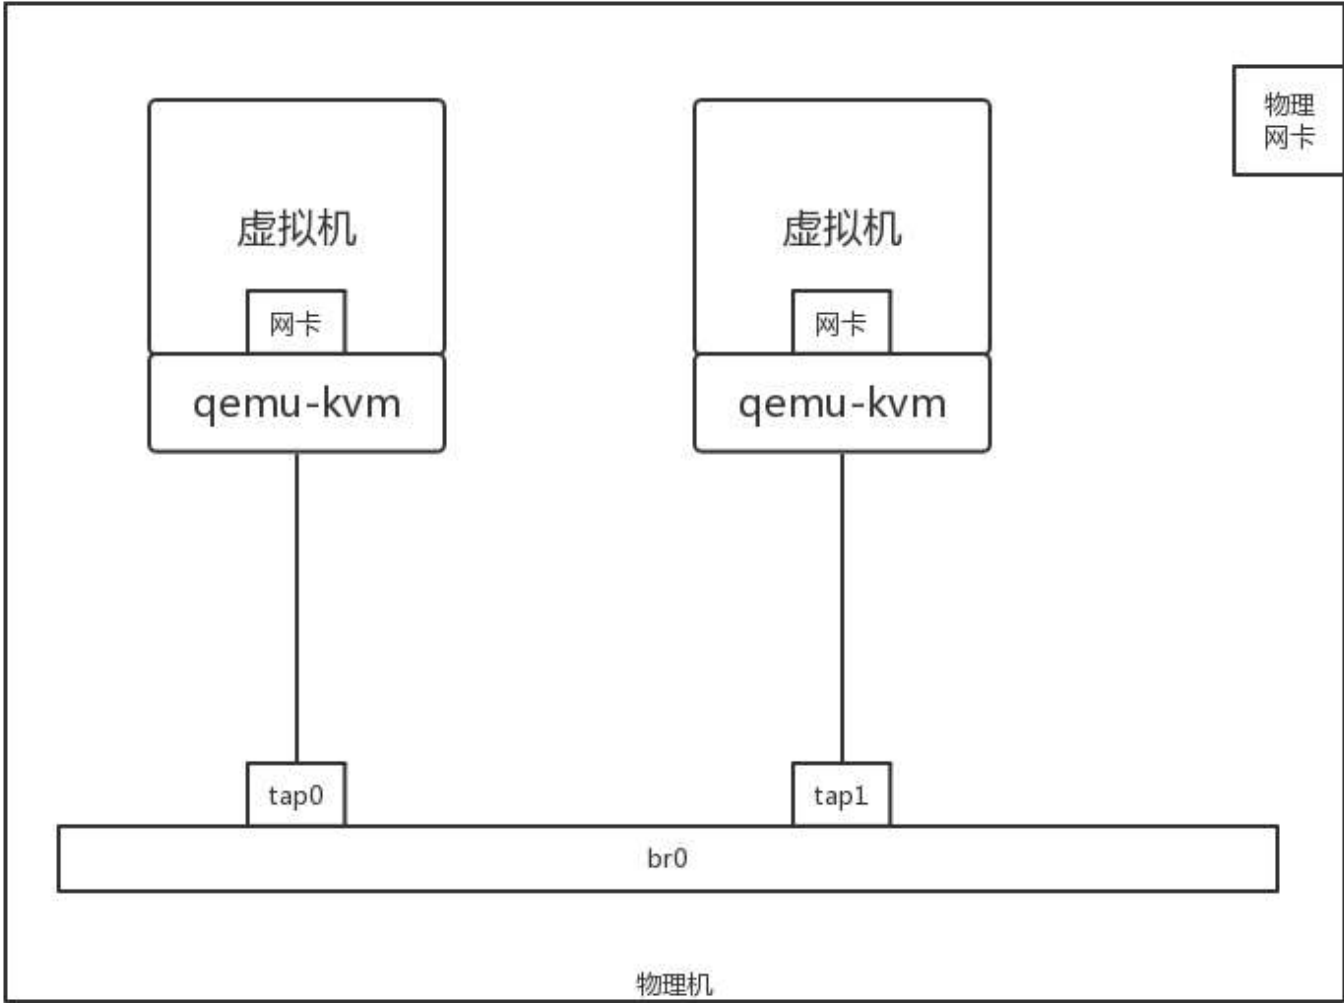 物理
网卡
虚拟机
虚拟机
网卡
网卡
qemu-kvm
qemu-kvm
tap0
tap1
br0
物理机